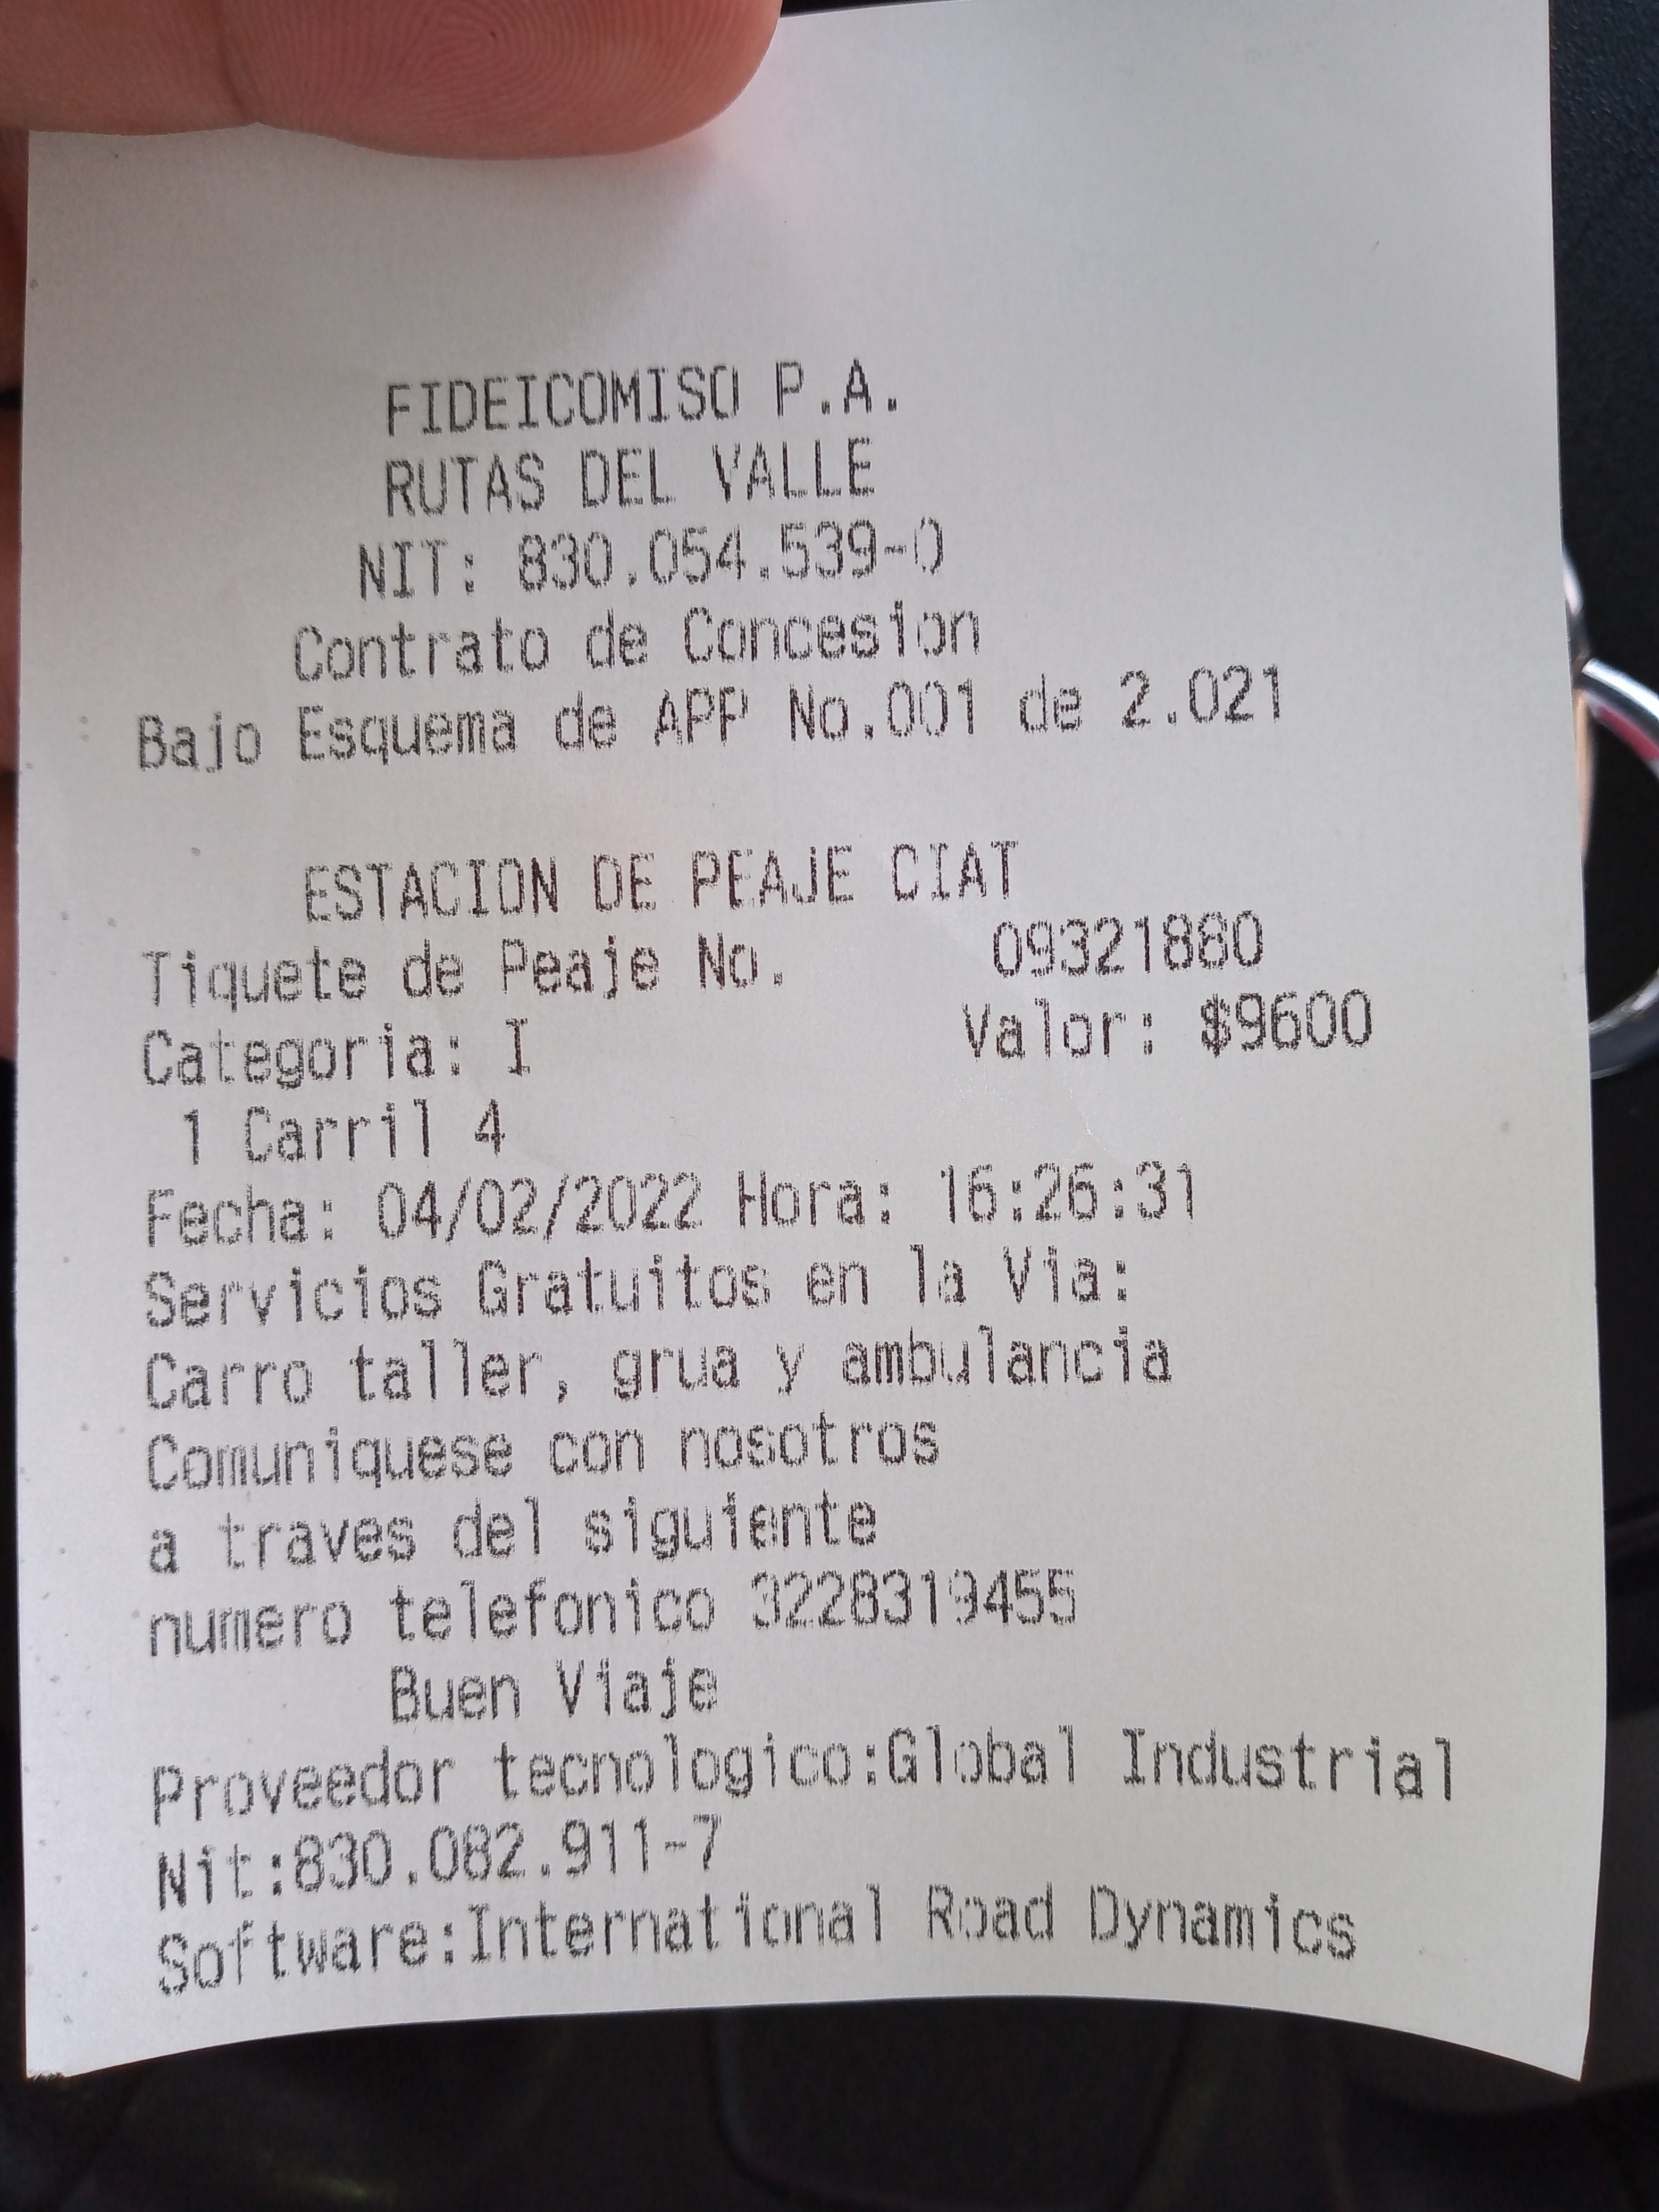 FIDEICOMISO P.A.
RUTAS DEL VALLE
NIT: 830.054.539-0
Contrato de Concesion
Bajo Esquema de APP No.001 de 2.021
ESTACION DE PEAJE CIAT
Tiquete de Peaje No. 09321880
Categoria: I Valor: $9600
1 Carril 4
Fecha: 04/02/2022 Hora: 16:26:31
Servicios Gratuitos en la Via:
Carro taller, grua y ambulancia
Comuniquese con nosotros
a traves del siguiente
numero telefonico 3228319455
Buen Viaje
Proveedor tecnologico:Global Industrial
Nit:830.082.911-7
Software:International Road Dynamics